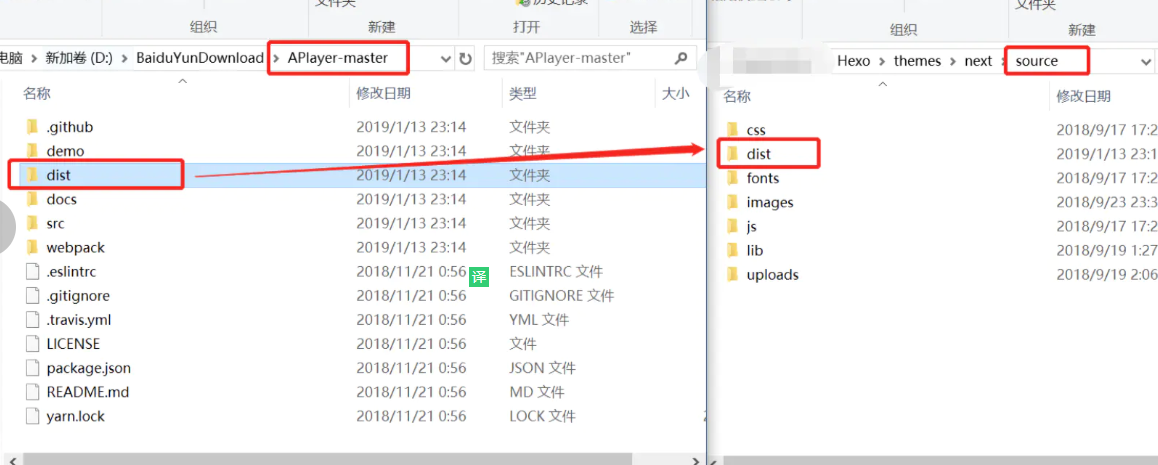 文件夹
历史记录
组织
新建
打开
选择
电脑 > 新加卷 (D:) > BaiduYunDownload > APlayer-master
搜索"APlayer-master"
名称 修改日期 类型 大小
.github 2019/1/13 23:14 文件夹
demo 2019/1/13 23:14 文件夹
dist 2019/1/13 23:14 文件夹
docs 2019/1/13 23:14 文件夹
src 2019/1/13 23:14 文件夹
webpack 2019/1/13 23:14 文件夹
.eslintrc 2018/11/21 0:56 ESLINTRC 文件
译
.gitignore 2018/11/21 0:56 GITIGNORE 文件
.travis.yml 2018/11/21 0:56 YML 文件
LICENSE 2018/11/21 0:56 文件
package.json 2018/11/21 0:56 JSON 文件
README.md 2018/11/21 0:56 MD 文件
yarn.lock 2018/11/21 0:56 LOCK 文件
文件夹
组织
新建
Hexo > themes > next > source
名称 修改日期
css 2018/9/17 17:2
dist 2019/1/13 23:1
fonts 2018/9/17 17:2
images 2018/9/23 23:3
js 2018/9/17 17:2
lib 2018/9/19 1:27
uploads 2018/9/19 2:06